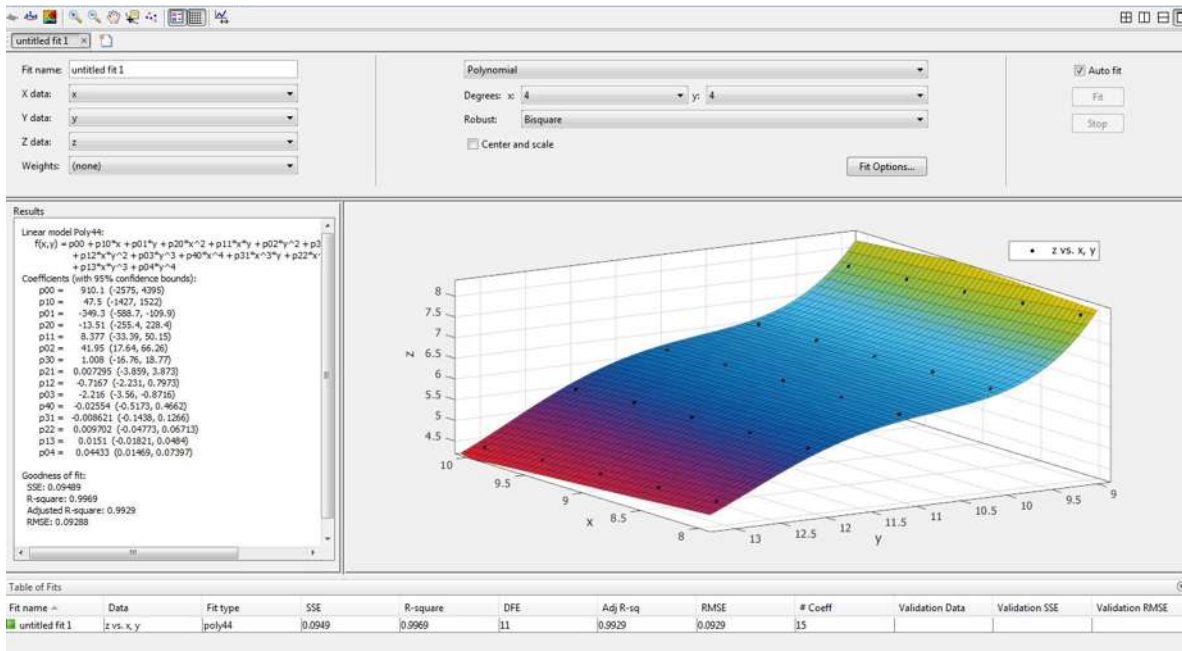 untitled fit 1
Fit name: untitled fit 1
X data: x
Y data: y
Z data: z
Weights: (none)
Polynomial
Degrees: x: 4 y: 4
Robust: Bisquare
Center and scale
Fit Options...
Auto fit
Fit
Stop
Results
Linear model Poly44:
f(x,y) = p00 + p10*x + p01*y + p20*x^2 + p11*x*y + p02*y^2 + p3
+ p12*x*y^2 + p03*y^3 + p40*x^4 + p31*x^3*y + p22*x
+ p13*x*y^3 + p04*y^4
Coefficients (with 95% confidence bounds):
p00 = 910.1 (-2575, 4395)
p10 = 47.5 (-1427, 1522)
p01 = -349.3 (-588.7, -109.9)
p20 = -13.51 (-255.4, 228.4)
p11 = 8.377 (-33.39, 50.15)
p02 = 41.95 (17.64, 66.26)
p30 = 1.008 (-16.76, 18.77)
p21 = 0.007295 (-3.859, 3.873)
p12 = -0.7167 (-2.231, 0.7973)
p03 = -2.216 (-3.56, -0.8716)
p40 = -0.02554 (-0.5173, 0.4662)
p31 = -0.008621 (-0.1438, 0.1266)
p22 = 0.009702 (-0.04773, 0.06713)
p13 = 0.0151 (-0.01821, 0.0484)
p04 = 0.04433 (0.01469, 0.07397)
Goodness of fit:
SSE: 0.09489
R-square: 0.9969
Adjusted R-square: 0.9929
RMSE: 0.09288
z vs. x, y
8
7.5
7
6.5
6
5.5
5
4.5
z
10
9.5
9
8.5
8
x
13
12.5
12
11.5
11
10.5
10
9.5
9
y
Table of Fits
Fit name Data Fit type SSE R-square DFE Adj R-sq RMSE # Coeff Validation Data Validation SSE Validation RMSE
untitled fit 1 z vs. x, y poly44 0.0949 0.9969 11 0.9929 0.0929 15